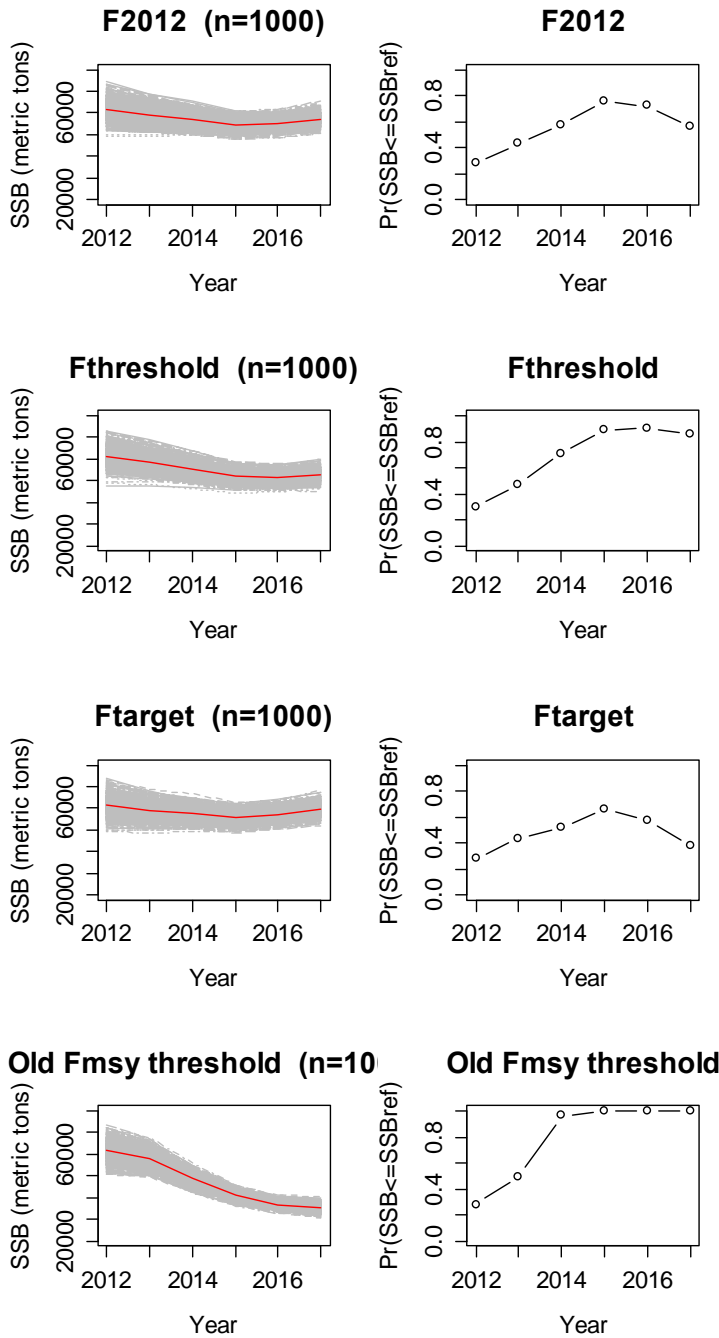 F2012 (n=1000)
SSB (metric tons)
60000
20000
2012 2014 2016
Year
F2012
Pr(SSB<=SSBref)
0.8
0.4
0.0
2012 2014 2016
Year
Fthreshold (n=1000)
SSB (metric tons)
60000
20000
2012 2014 2016
Year
Fthreshold
Pr(SSB<=SSBref)
0.8
0.4
0.0
2012 2014 2016
Year
Ftarget (n=1000)
SSB (metric tons)
60000
20000
2012 2014 2016
Year
Ftarget
Pr(SSB<=SSBref)
0.8
0.4
0.0
2012 2014 2016
Year
Old Fmsy threshold (n=10
SSB (metric tons)
60000
20000
2012 2014 2016
Year
Old Fmsy threshold
Pr(SSB<=SSBref)
0.8
0.4
0.0
2012 2014 2016
Year